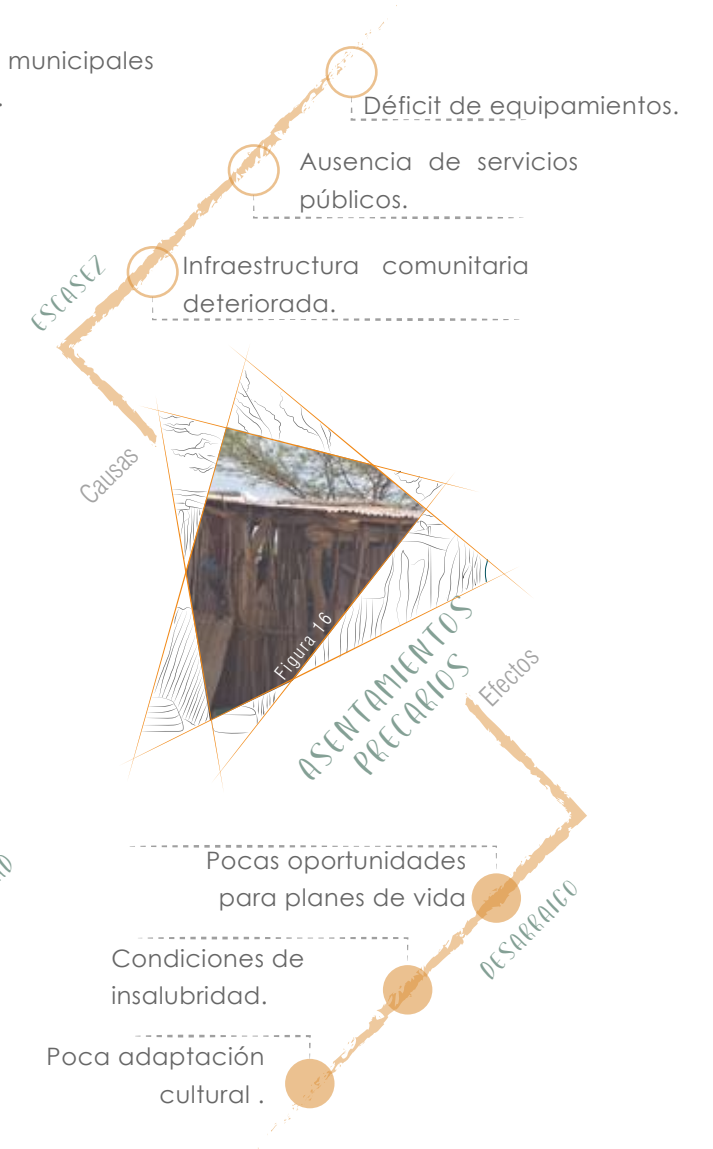 municipales
.
Déficit de equipamientos.
Ausencia de servicios
públicos.
Infraestructura comunitaria
deteriorada.
ESCASEZ
Causas
Figura 16
ASENTAMIENTOS
PRECARIOS
Efectos
Pocas oportunidades
para planes de vida
DESARRAIGO
Condiciones de
insalubridad.
Poca adaptación
cultural .